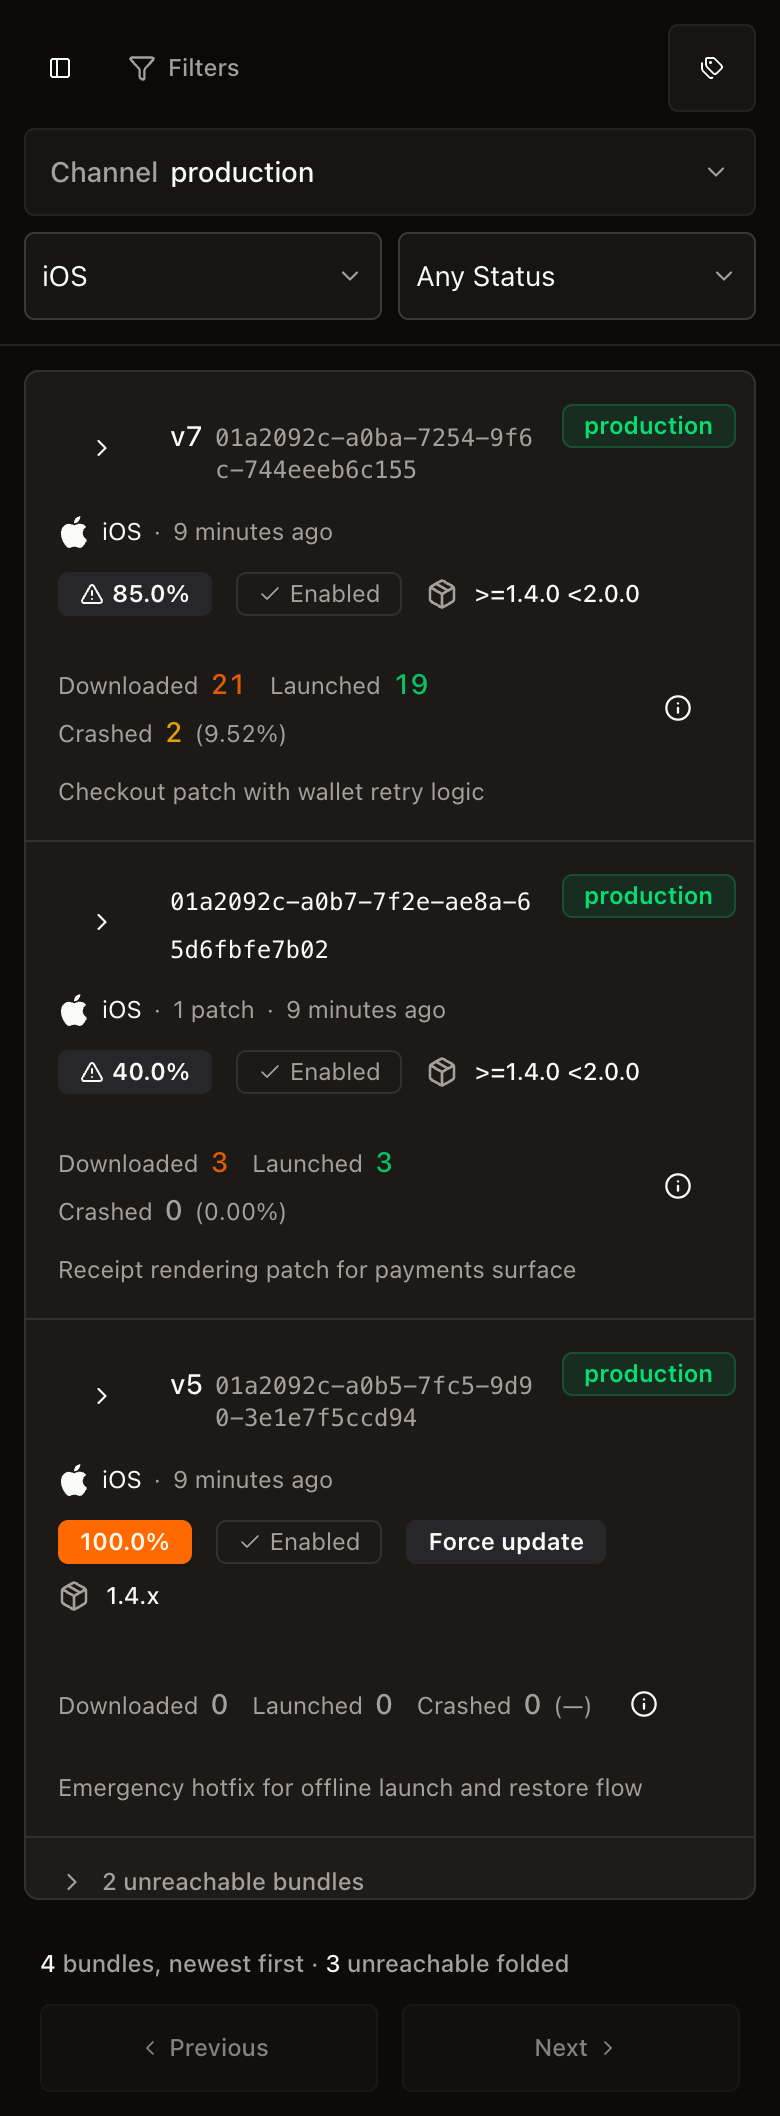 Filters
Channel production
iOS
Any Status
v7 01a2092c-a0ba-7254-9f6
c-744eeeb6c155
production
iOS · 9 minutes ago
85.0% Enabled >=1.4.0 <2.0.0
Downloaded 21 Launched 19
Crashed 2 (9.52%)
Checkout patch with wallet retry logic
01a2092c-a0b7-7f2e-ae8a-6
5d6fbfe7b02
production
iOS · 1 patch · 9 minutes ago
40.0% Enabled >=1.4.0 <2.0.0
Downloaded 3 Launched 3
Crashed 0 (0.00%)
Receipt rendering patch for payments surface
v5 01a2092c-a0b5-7fc5-9d9
0-3e1e7f5ccd94
production
iOS · 9 minutes ago
100.0% Enabled Force update
1.4.x
Downloaded 0 Launched 0 Crashed 0 (—)
Emergency hotfix for offline launch and restore flow
2 unreachable bundles
4 bundles, newest first · 3 unreachable folded
Previous
Next